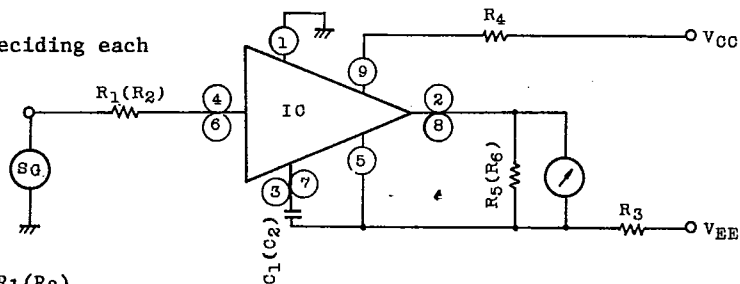 eciding each
1
R4
VCC
9
R1(R2)
4
6
IC
2
8
SG
5
R5(R6)
3
7
C1(C2)
R3
VEE
R1(R2)